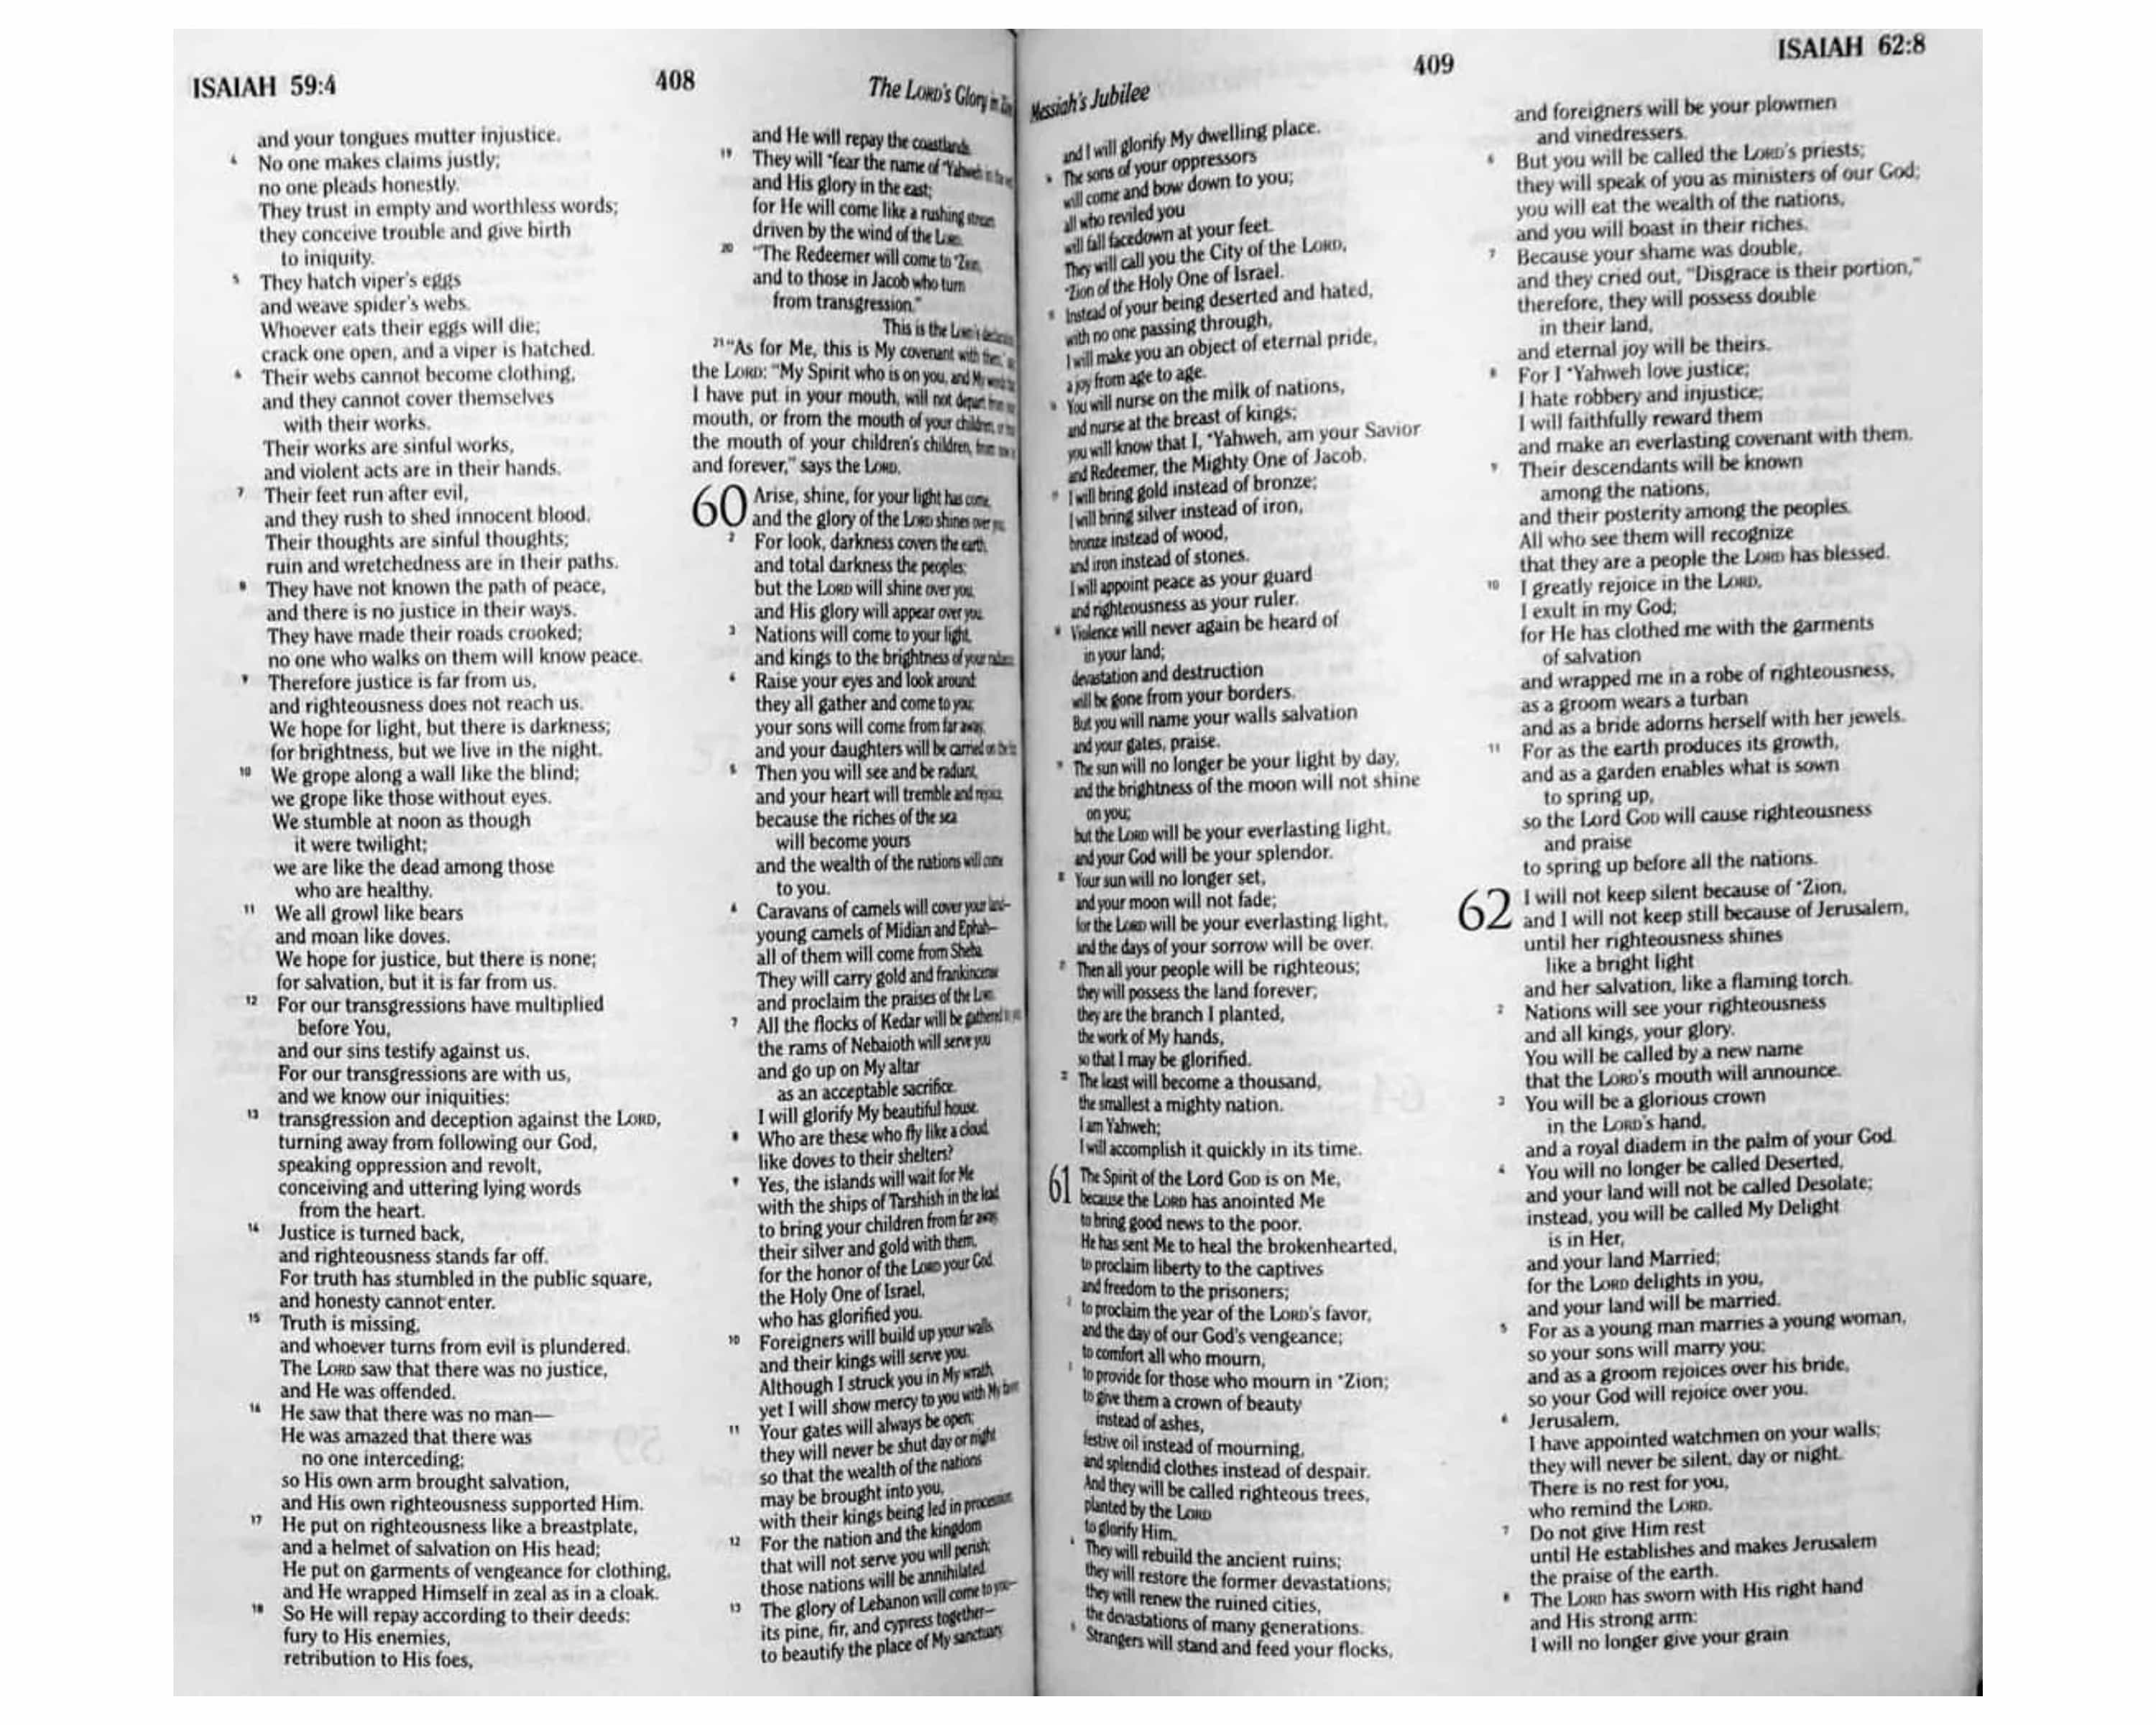 ISAIAH 59:4
408
The LORD's Glory in Zion
and your tongues mutter injustice.
4 No one makes claims justly;
no one pleads honestly.
They trust in empty and worthless words;
they conceive trouble and give birth
to iniquity.
5 They hatch viper's eggs
and weave spider's webs.
Whoever eats their eggs will die;
crack one open, and a viper is hatched.
6 Their webs cannot become clothing,
and they cannot cover themselves
with their works.
Their works are sinful works,
and violent acts are in their hands.
7 Their feet run after evil,
and they rush to shed innocent blood.
Their thoughts are sinful thoughts;
ruin and wretchedness are in their paths.
8 They have not known the path of peace,
and there is no justice in their ways.
They have made their roads crooked;
no one who walks on them will know peace.
9 Therefore justice is far from us,
and righteousness does not reach us.
We hope for light, but there is darkness;
for brightness, but we live in the night.
10 We grope along a wall like the blind;
we grope like those without eyes.
We stumble at noon as though
it were twilight;
we are like the dead among those
who are healthy.
11 We all growl like bears
and moan like doves.
We hope for justice, but there is none;
for salvation, but it is far from us.
12 For our transgressions have multiplied
before You,
and our sins testify against us.
For our transgressions are with us,
and we know our iniquities:
13 transgression and deception against the LORD,
turning away from following our God,
speaking oppression and revolt,
conceiving and uttering lying words
from the heart.
14 Justice is turned back,
and righteousness stands far off.
For truth has stumbled in the public square,
and honesty cannot enter.
15 Truth is missing,
and whoever turns from evil is plundered.
The LORD saw that there was no justice,
and He was offended.
16 He saw that there was no man—
He was amazed that there was
no one interceding;
so His own arm brought salvation,
and His own righteousness supported Him.
17 He put on righteousness like a breastplate,
and a helmet of salvation on His head;
He put on garments of vengeance for clothing,
and He wrapped Himself in zeal as in a cloak.
18 So He will repay according to their deeds:
fury to His enemies,
retribution to His foes,
and He will repay the coastlands.
19 They will •fear the name of •Yahweh in the
and His glory in the east;
for He will come like a rushing stream
driven by the wind of the LORD.
20 "The Redeemer will come to •Zion,
and to those in Jacob who turn
from transgression."
This is the LORD's declaration.
21 "As for Me, this is My covenant with them,"
the LORD: "My Spirit who is on you, and My words
I have put in your mouth, will not depart from
mouth, or from the mouth of your children, or
the mouth of your children's children, from now
and forever," says the LORD.
60 Arise, shine, for your light has come,
and the glory of the LORD shines over you.
2 For look, darkness covers the earth,
and total darkness the peoples;
but the LORD will shine over you,
and His glory will appear over you.
3 Nations will come to your light,
and kings to the brightness of your radiance.
4 Raise your eyes and look around:
they all gather and come to you;
your sons will come from far away,
and your daughters will be carried on the hip.
5 Then you will see and be radiant,
and your heart will tremble and rejoice,
because the riches of the sea
will become yours
and the wealth of the nations will come
to you.
6 Caravans of camels will cover your land—
young camels of Midian and Ephah—
all of them will come from Sheba.
They will carry gold and frankincense
and proclaim the praises of the LORD.
7 All the flocks of Kedar will be gathered to you;
the rams of Nebaioth will serve you
and go up on My altar
as an acceptable sacrifice.
I will glorify My beautiful house.
8 Who are these who fly like a cloud,
like doves to their shelters?
9 Yes, the islands will wait for Me
with the ships of Tarshish in the lead,
to bring your children from far away,
their silver and gold with them,
for the honor of the LORD your God,
the Holy One of Israel,
who has glorified you.
10 Foreigners will build up your walls,
and their kings will serve you.
Although I struck you in My wrath,
yet I will show mercy to you with My favor.
11 Your gates will always be open;
they will never be shut day or night
so that the wealth of the nations
may be brought into you,
with their kings being led in procession.
12 For the nation and the kingdom
that will not serve you will perish;
those nations will be annihilated.
13 The glory of Lebanon will come to you—
its pine, fir, and cypress together—
to beautify the place of My sanctuary,
Messiah's Jubilee
409
ISAIAH 62:8
and I will glorify My dwelling place.
The sons of your oppressors
will come and bow down to you;
all who reviled you
will fall facedown at your feet.
They will call you the City of the LORD,
•Zion of the Holy One of Israel.
Instead of your being deserted and hated,
with no one passing through,
I will make you an object of eternal pride,
a joy from age to age.
You will nurse on the milk of nations,
and nurse at the breast of kings;
you will know that I, •Yahweh, am your Savior
and Redeemer, the Mighty One of Jacob.
I will bring gold instead of bronze;
I will bring silver instead of iron,
bronze instead of wood,
and iron instead of stones.
I will appoint peace as your guard
and righteousness as your ruler.
Violence will never again be heard of
in your land;
devastation and destruction
will be gone from your borders.
But you will name your walls salvation
and your gates, praise.
The sun will no longer be your light by day,
and the brightness of the moon will not shine
on you;
but the LORD will be your everlasting light,
and your God will be your splendor.
Your sun will no longer set,
and your moon will not fade;
for the LORD will be your everlasting light,
and the days of your sorrow will be over.
Then all your people will be righteous;
they will possess the land forever;
they are the branch I planted,
the work of My hands,
so that I may be glorified.
The least will become a thousand,
the smallest a mighty nation.
I am Yahweh;
I will accomplish it quickly in its time.
61 The Spirit of the Lord GOD is on Me,
because the LORD has anointed Me
to bring good news to the poor.
He has sent Me to heal the brokenhearted,
to proclaim liberty to the captives
and freedom to the prisoners;
2 to proclaim the year of the LORD's favor,
and the day of our God's vengeance;
to comfort all who mourn,
3 to provide for those who mourn in •Zion;
to give them a crown of beauty
instead of ashes,
festive oil instead of mourning,
and splendid clothes instead of despair.
And they will be called righteous trees,
planted by the LORD
to glorify Him.
4 They will rebuild the ancient ruins;
they will restore the former devastations;
they will renew the ruined cities,
the devastations of many generations.
5 Strangers will stand and feed your flocks,
and foreigners will be your plowmen
and vinedressers.
6 But you will be called the LORD's priests;
they will speak of you as ministers of our God;
you will eat the wealth of the nations,
and you will boast in their riches.
7 Because your shame was double,
and they cried out, "Disgrace is their portion,"
therefore, they will possess double
in their land,
and eternal joy will be theirs.
8 For I •Yahweh love justice;
I hate robbery and injustice;
I will faithfully reward them
and make an everlasting covenant with them.
9 Their descendants will be known
among the nations,
and their posterity among the peoples.
All who see them will recognize
that they are a people the LORD has blessed.
10 I greatly rejoice in the LORD,
I exult in my God;
for He has clothed me with the garments
of salvation
and wrapped me in a robe of righteousness,
as a groom wears a turban
and as a bride adorns herself with her jewels.
11 For as the earth produces its growth,
and as a garden enables what is sown
to spring up,
so the Lord GOD will cause righteousness
and praise
to spring up before all the nations.
62 I will not keep silent because of •Zion,
and I will not keep still because of Jerusalem,
until her righteousness shines
like a bright light
and her salvation, like a flaming torch.
2 Nations will see your righteousness
and all kings, your glory.
You will be called by a new name
that the LORD's mouth will announce.
3 You will be a glorious crown
in the LORD's hand,
and a royal diadem in the palm of your God.
4 You will no longer be called Deserted,
and your land will not be called Desolate;
instead, you will be called My Delight
is in Her,
and your land Married;
for the LORD delights in you,
and your land will be married.
5 For as a young man marries a young woman,
so your sons will marry you;
and as a groom rejoices over his bride,
so your God will rejoice over you.
6 Jerusalem,
I have appointed watchmen on your walls;
they will never be silent, day or night.
There is no rest for you,
who remind the LORD.
7 Do not give Him rest
until He establishes and makes Jerusalem
the praise of the earth.
8 The LORD has sworn with His right hand
and His strong arm:
I will no longer give your grain